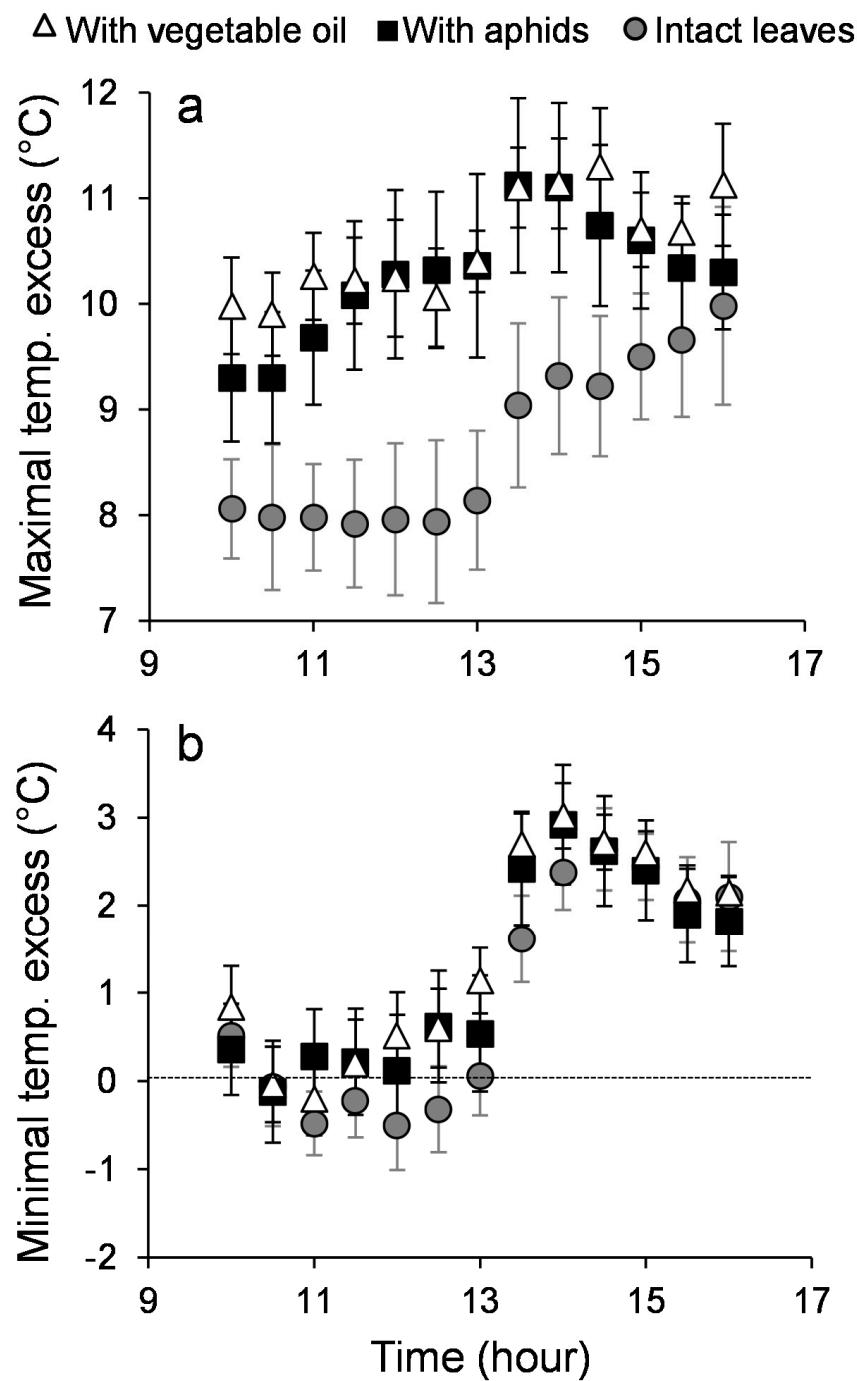 With vegetable oil With aphids Intact leaves
a
Maximal temp. excess (°C)
12
11
10
9
8
7
9 11 13 15 17
b
Minimal temp. excess (°C)
4
3
2
1
0
-1
-2
9 11 13 15 17
Time (hour)